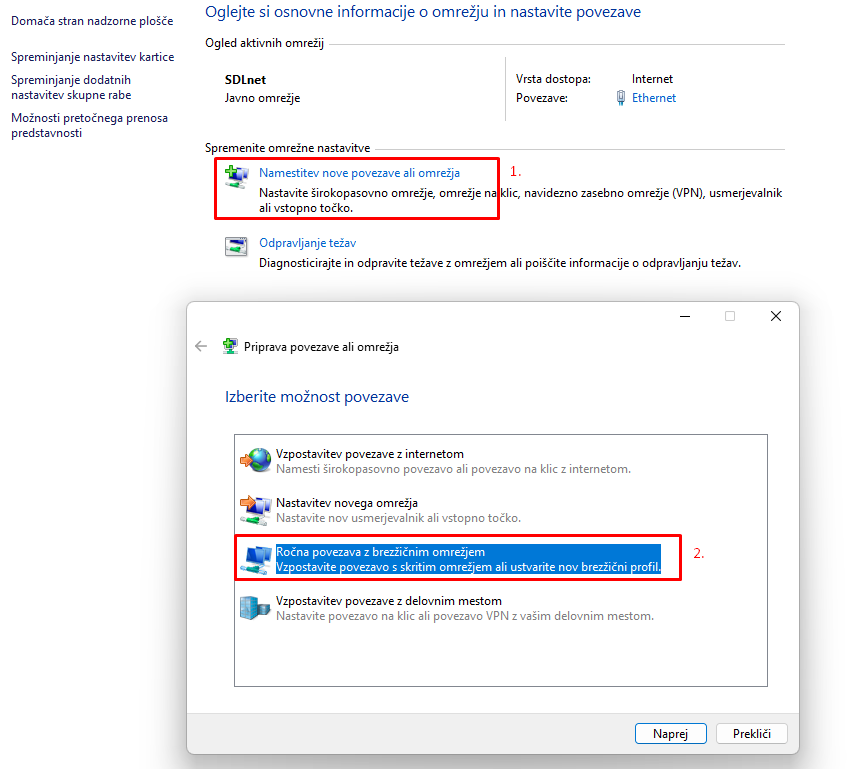 Domača stran nadzorne plošče
Spreminjanje nastavitev kartice
Spreminjanje dodatnih
nastavitev skupne rabe
Možnosti pretočnega prenosa
predstavnosti
Oglejte si osnovne informacije o omrežju in nastavite povezave
Ogled aktivnih omrežij
SDLnet
Javno omrežje
Vrsta dostopa: Internet
Povezave: Ethernet
Spremenite omrežne nastavitve
Namestitev nove povezave ali omrežja 1.
Nastavite širokopasovno omrežje, omrežje na klic, navidezno zasebno omrežje (VPN), usmerjevalnik
ali vstopno točko.
Odpravljanje težav
Diagnosticirajte in odpravite težave z omrežjem ali poiščite informacije o odpravljanju težav.
Priprava povezave ali omrežja
Izberite možnost povezave
Vzpostavitev povezave z internetom
Namesti širokopasovno povezavo ali povezavo na klic z internetom.
Nastavitev novega omrežja
Nastavite nov usmerjevalnik ali vstopno točko.
Ročna povezava z brezžičnim omrežjem 2.
Vzpostavite povezavo s skritim omrežjem ali ustvarite nov brezžični profil.
Vzpostavitev povezave z delovnim mestom
Nastavite povezavo na klic ali povezavo VPN z vašim delovnim mestom.
Naprej Prekliči